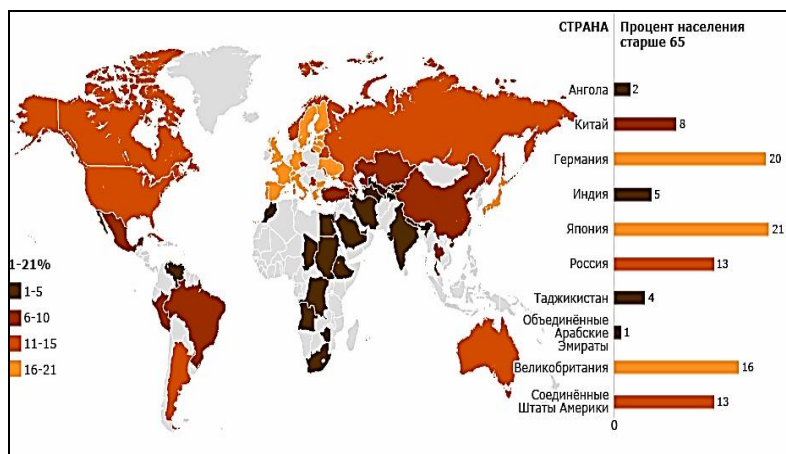 СТРАНА
Процент населения
старше 65
Ангола
2
Китай
8
Германия
20
Индия
5
Япония
21
Россия
13
Таджикистан
4
Объединённые
Арабские
Эмираты
1
Великобритания
16
Соединённые
Штаты Америки
13
0
1-21%
1-5
6-10
11-15
16-21